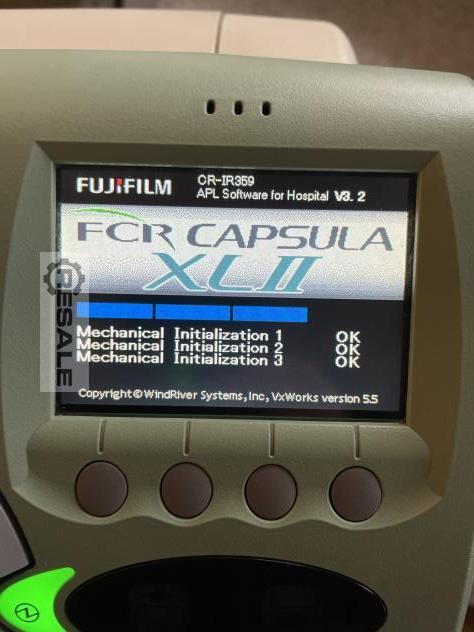 FUJIFILM
CR-IR359
APL Software for Hospital V3. 2
FCR CAPSULA
XLII
Mechanical Initialization 1 OK
Mechanical Initialization 2 OK
Mechanical Initialization 3 OK
Copyright©WindRiver Systems, Inc, VxWorks version 5.5
RESALE